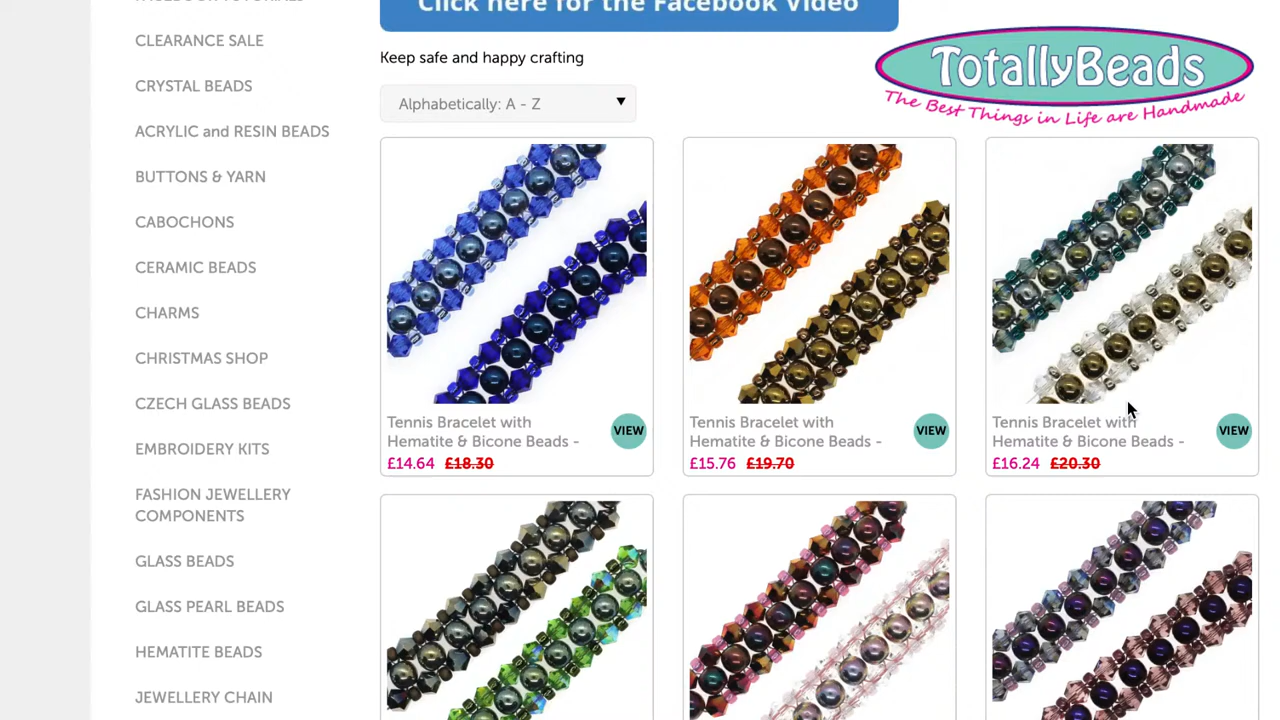 CLEARANCE SALE
CRYSTAL BEADS
ACRYLIC and RESIN BEADS
BUTTONS & YARN
CABOCHONS
CERAMIC BEADS
CHARMS
CHRISTMAS SHOP
CZECH GLASS BEADS
EMBROIDERY KITS
FASHION JEWELLERY
COMPONENTS
GLASS BEADS
GLASS PEARL BEADS
HEMATITE BEADS
JEWELLERY CHAIN
Click here for the Facebook Video
Keep safe and happy crafting
TotallyBeads
The Best Things in Life are Handmade
Alphabetically: A - Z
Tennis Bracelet with
Hematite & Bicone Beads -
£14.64 £18.30
VIEW
Tennis Bracelet with
Hematite & Bicone Beads -
£15.76 £19.70
VIEW
Tennis Bracelet with
Hematite & Bicone Beads -
£16.24 £20.30
VIEW